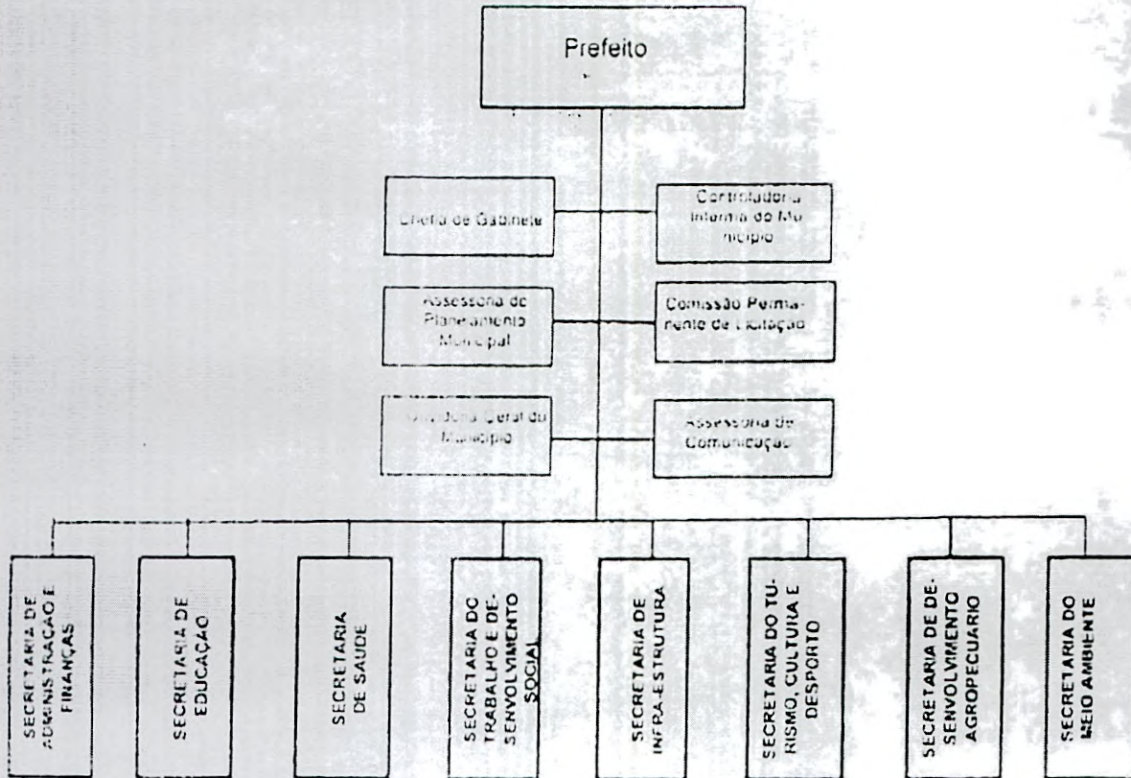 Prefeito
Chefia de Gabinete
Controladoria
Interna do Mu
nicípio
Assessoria de
Planejamento
Municipal
Comissão Perma-
nente de Licitação
Ouvidoria Geral do
Município
Assessoria de
Comunicação
SECRETARIA DE
ADMINISTRAÇÃO E
FINANÇAS
SECRETARIA DE
EDUCAÇÃO
SECRETARIA
DE SAUDE
SECRETARIA DO
TRABALHO E DE-
SENVOLVIMENTO
SOCIAL
SECRETARIA DE
INFRA-ESTRUTURA
SECRETARIA DO TU-
RISMO, CULTURA E
DESPORTO
SECRETARIA DE DE-
SENVOLVIMENTO
AGROPECUARIO
SECRETARIA DO
MEIO AMBIENTE